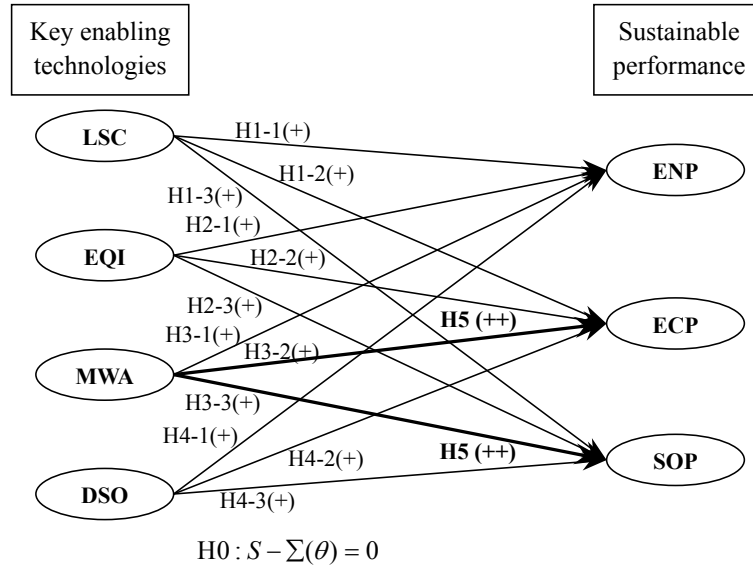 Key enabling
technologies
Sustainable
performance
LSC
H1-1(+)
ENP
H1-2(+)
H1-3(+)
H2-1(+)
EQI
H2-2(+)
H2-3(+)
H5 (++)
ECP
H3-1(+)
H3-2(+)
MWA
H3-3(+)
H4-1(+)
H5 (++)
H4-2(+)
SOP
DSO
H4-3(+)
H0 : S − ∑(θ) = 0